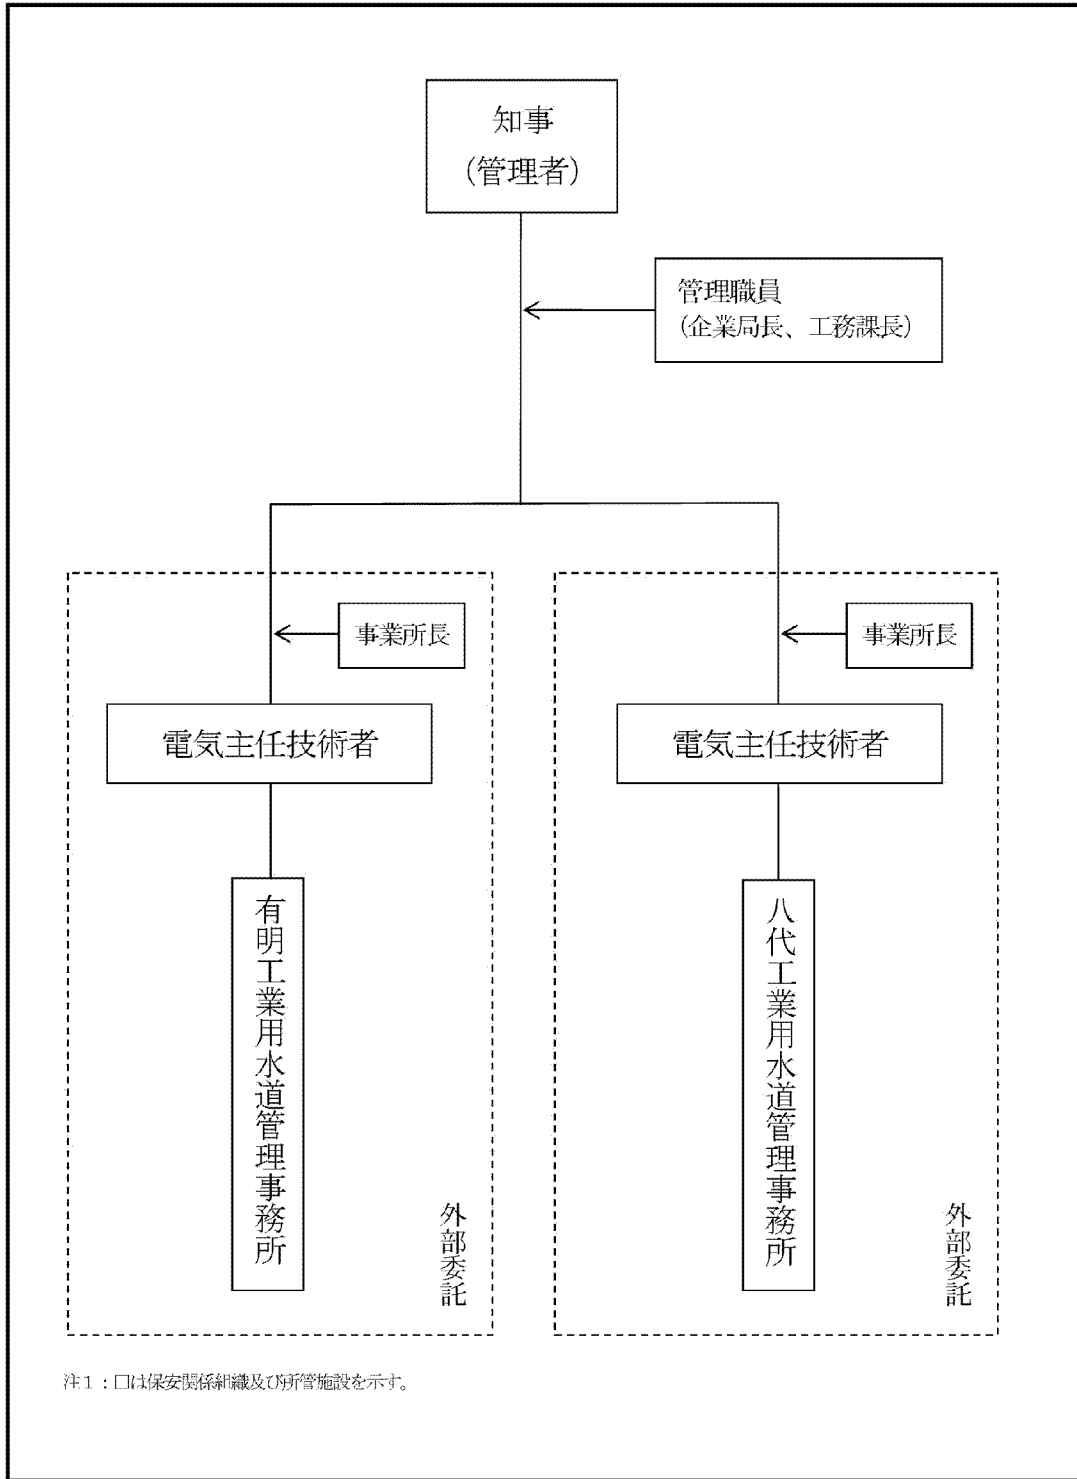 知事
(管理者)
管理職員
(企業局長、工務課長)
事業所長
電気主任技術者
有明工業用水道管理事務所
外部委託
事業所長
電気主任技術者
八代工業用水道管理事務所
外部委託
注１：□は保安関係組織及び所管施設を示す。